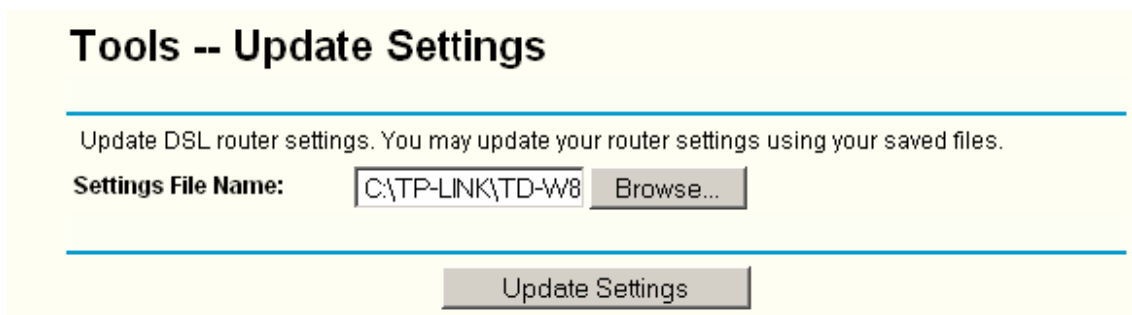 Tools -- Update Settings
Update DSL router settings. You may update your router settings using your saved files.
Settings File Name: C:\TP-LINK\TD-W8 Browse...
Update Settings